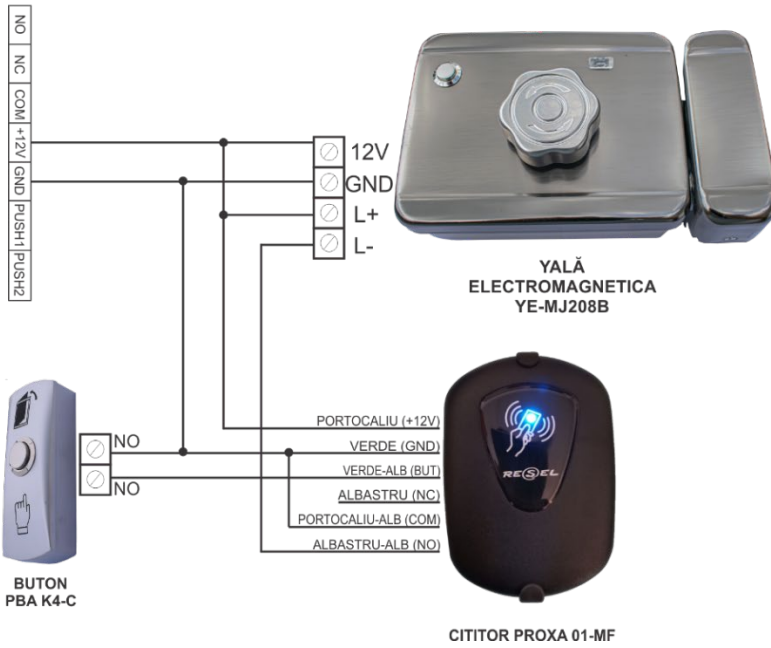 NO
NC
COM
+12V
GND
PUSH1
PUSH2
12V
GND
L+
L-
YALĂ
ELECTROMAGNETICA
YE-MJ208B
NO
NO
BUTON
PBA K4-C
PORTOCALIU (+12V)
VERDE (GND)
VERDE-ALB (BUT)
ALBASTRU (NC)
PORTOCALIU-ALB (COM)
ALBASTRU-ALB (NO)
RESEL
CITITOR PROXA 01-MF